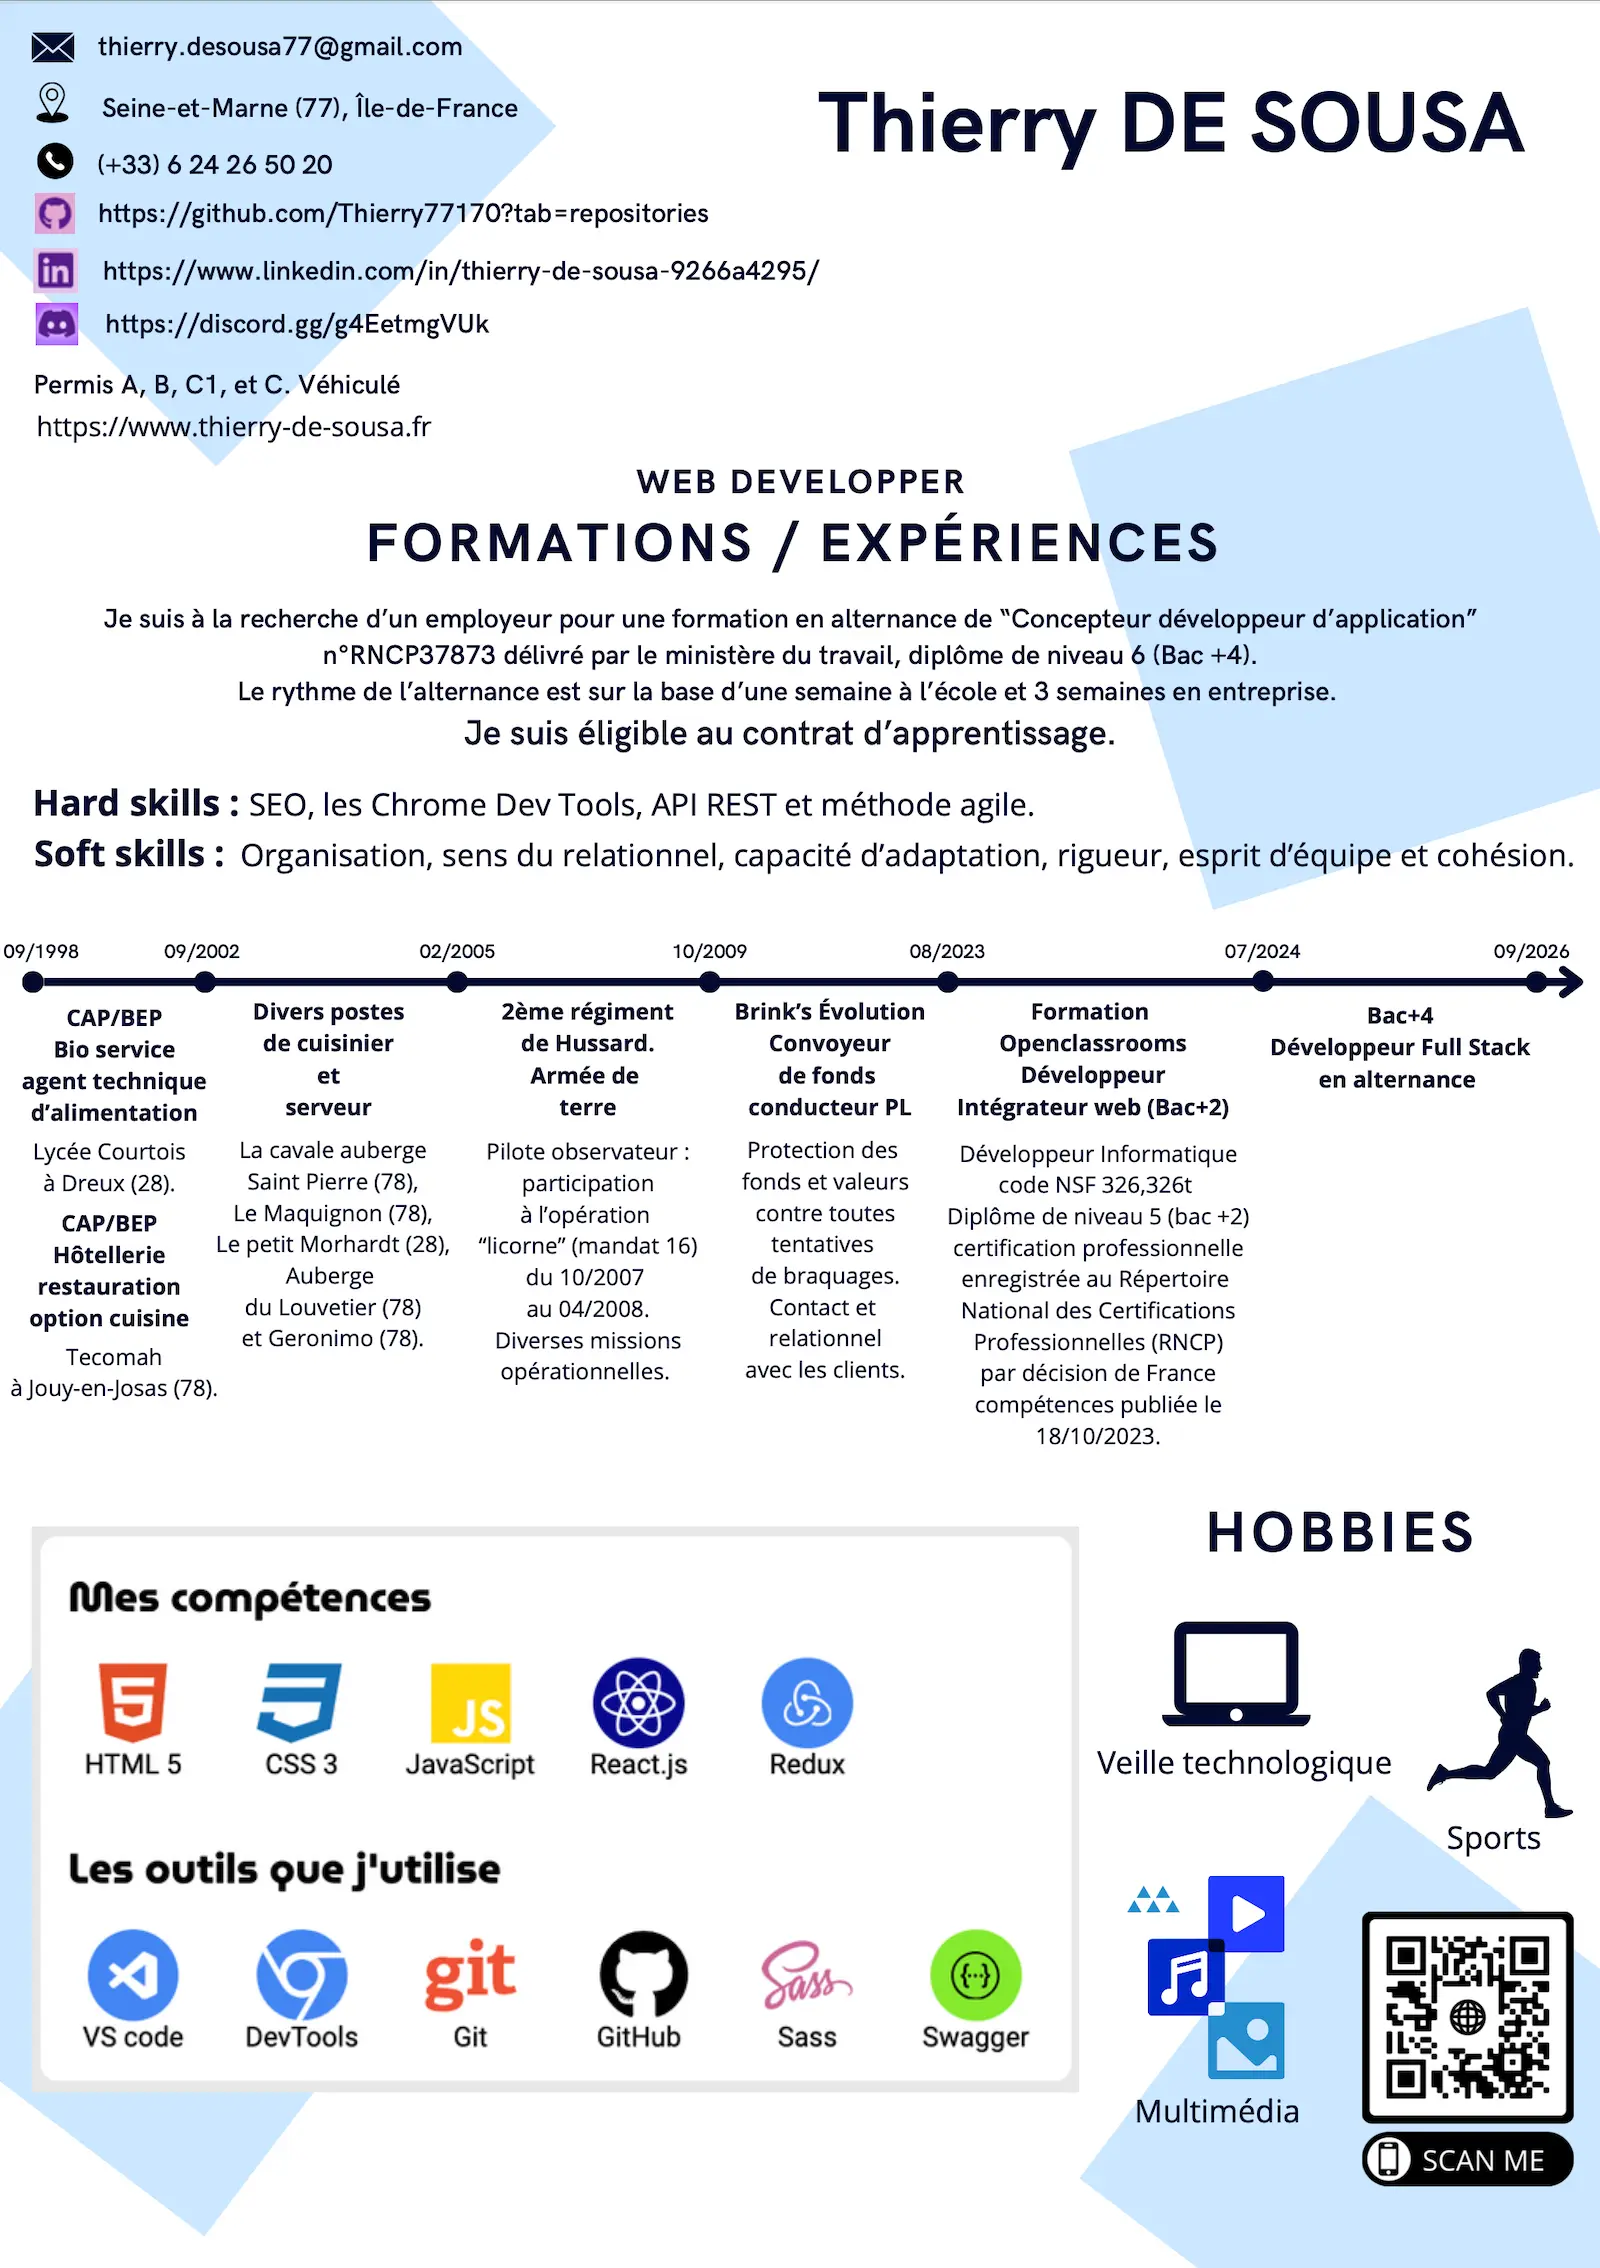 thierry.desousa77@gmail.com
Seine-et-Marne (77), Île-de-France
(+33) 6 24 26 50 20
https://github.com/Thierry77170?tab=repositories
https://www.linkedin.com/in/thierry-de-sousa-9266a4295/
https://discord.gg/g4EetmgVUk
Permis A, B, C1, et C. Véhiculé
https://www.thierry-de-sousa.fr
Thierry DE SOUSA
WEB DEVELOPPER
FORMATIONS / EXPÉRIENCES
Je suis à la recherche d’un employeur pour une formation en alternance de “Concepteur développeur d’application”
n°RNCP37873 délivré par le ministère du travail, diplôme de niveau 6 (Bac +4).
Le rythme de l’alternance est sur la base d’une semaine à l’école et 3 semaines en entreprise.
Je suis éligible au contrat d’apprentissage.
Hard skills : SEO, les Chrome Dev Tools, API REST et méthode agile.
Soft skills : Organisation, sens du relationnel, capacité d’adaptation, rigueur, esprit d’équipe et cohésion.
09/1998 09/2002 02/2005 10/2009 08/2023 07/2024 09/2026
CAP/BEP
Bio service
agent technique
d’alimentation
Lycée Courtois
à Dreux (28).
CAP/BEP
Hôtellerie
restauration
option cuisine
Tecomah
à Jouy-en-Josas (78).
Divers postes
de cuisinier
et
serveur
La cavale auberge
Saint Pierre (78),
Le Maquignon (78),
Le petit Morhardt (28),
Auberge
du Louvetier (78)
et Geronimo (78).
2ème régiment
de Hussard.
Armée de
terre
Pilote observateur :
participation
à l’opération
“licorne” (mandat 16)
du 10/2007
au 04/2008.
Diverses missions
opérationnelles.
Brink’s Évolution
Convoyeur
de fonds
conducteur PL
Protection des
fonds et valeurs
contre toutes
tentatives
de braquages.
Contact et
relationnel
avec les clients.
Formation
Openclassrooms
Développeur
Intégrateur web (Bac+2)
Développeur Informatique
code NSF 326,326t
Diplôme de niveau 5 (bac +2)
certification professionnelle
enregistrée au Répertoire
National des Certifications
Professionnelles (RNCP)
par décision de France
compétences publiée le
18/10/2023.
Bac+4
Développeur Full Stack
en alternance
Mes compétences
JS
HTML 5 CSS 3 JavaScript React.js Redux
Les outils que j'utilise
git Sass
VS code DevTools Git GitHub Sass Swagger
HOBBIES
Veille technologique
Sports
Multimédia
SCAN ME